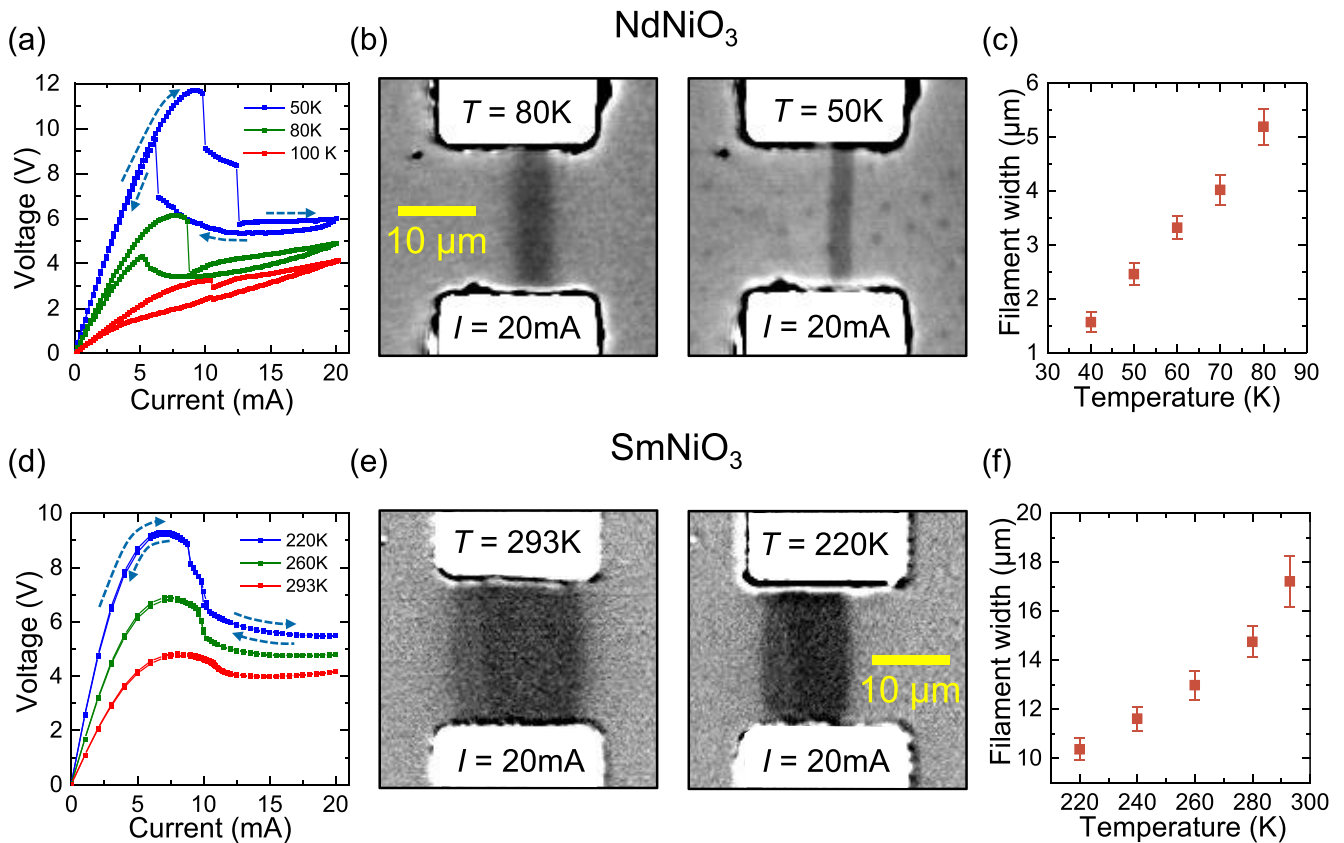 NdNiO₃
(a)
12
10
8
6
4
2
0
0
5
10
15
20
Voltage (V)
Current (mA)
50K
80K
100 K
(b)
T = 80K
10 µm
I = 20mA
T = 50K
I = 20mA
(c)
6
5
4
3
2
1
30
40
50
60
70
80
90
Filament width (µm)
Temperature (K)
SmNiO₃
(d)
10
8
6
4
2
0
0
5
10
15
20
Voltage (V)
Current (mA)
220K
260K
293K
(e)
T = 293K
I = 20mA
T = 220K
10 µm
I = 20mA
(f)
20
18
16
14
12
10
220
240
260
280
300
Filament width (µm)
Temperature (K)